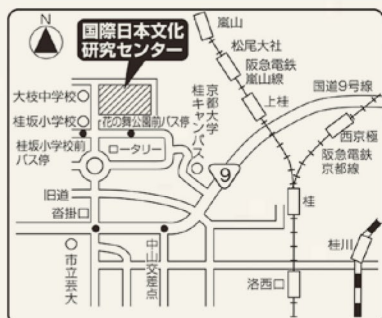 N
国際日本文化
研究センター
嵐山
松尾大社
阪急電鉄
嵐山線
上桂
国道9号線
大枝中学校
桂坂小学校
花の舞公園前バス停
京都大学
桂キャンパス
桂坂小学校前
バス停
ロータリー
西京極
阪急電鉄
京都線
9
旧道
沓掛口
桂
桂川
市立芸大
中山交差点
洛西口